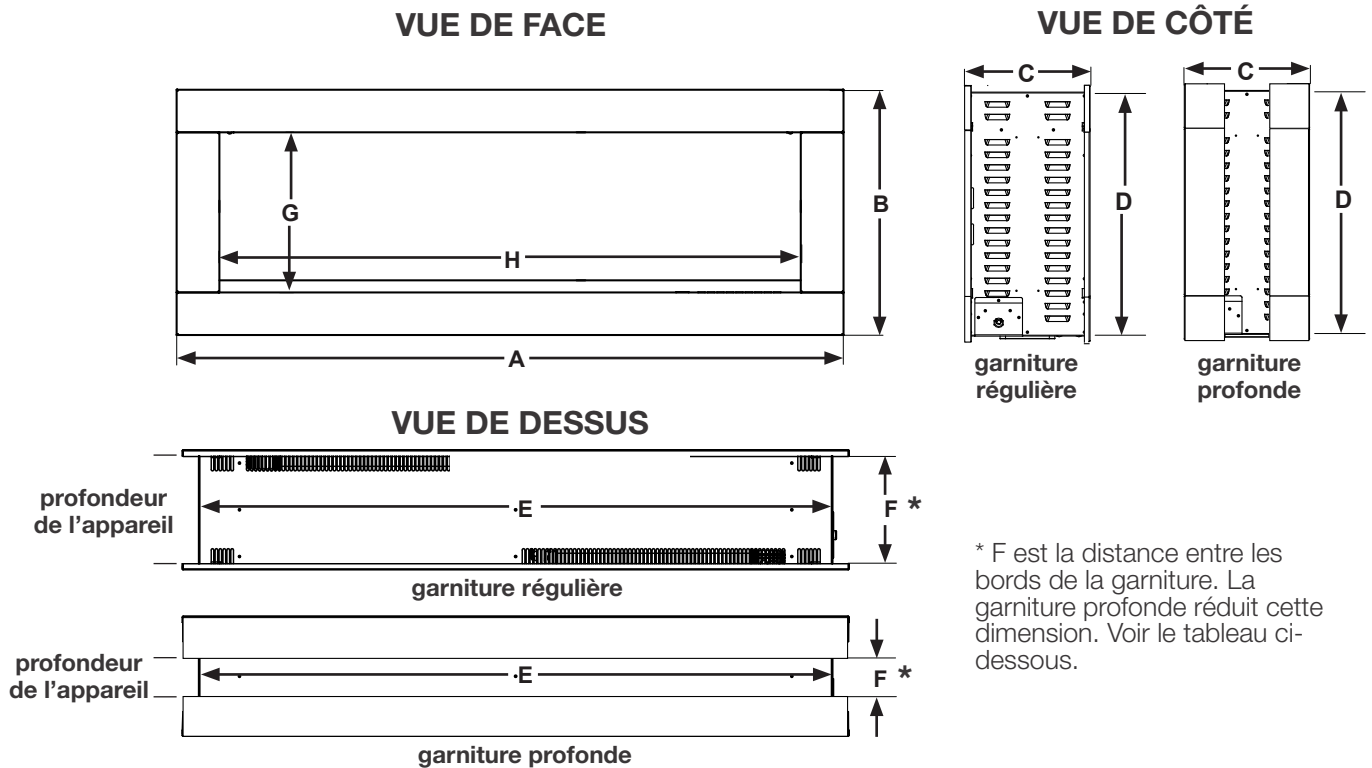 VUE DE FACE
VUE DE CÔTÉ
G
H
B
A
C
D
garniture
régulière
C
D
garniture
profonde
VUE DE DESSUS
profondeur
de l’appareil
E
F *
garniture régulière
profondeur
de l’appareil
E
F *
garniture profonde
* F est la distance entre les
bords de la garniture. La
garniture profonde réduit cette
dimension. Voir le tableau ci-
dessous.